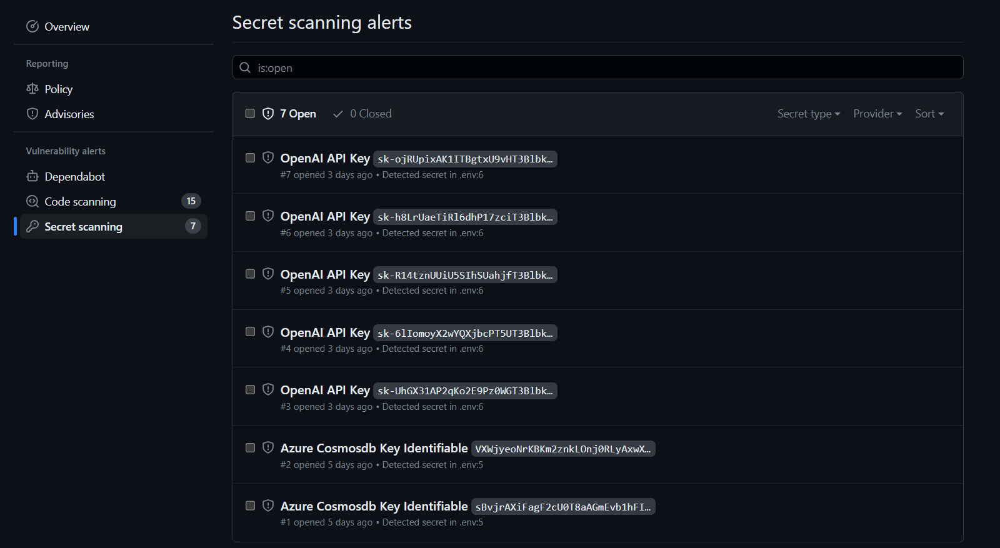 Overview
Reporting
Policy
Advisories
Vulnerability alerts
Dependabot
Code scanning 15
Secret scanning 7
Secret scanning alerts
is:open
7 Open 0 Closed Secret type Provider Sort
OpenAI API Key sk-ojRUpixAK1ITBgtxU9vHT3Blbk…
#7 opened 3 days ago • Detected secret in .env:6
OpenAI API Key sk-h8LrUaeTiRl6dhP17zciT3Blbk…
#6 opened 3 days ago • Detected secret in .env:6
OpenAI API Key sk-R14tznUUiU5SIhSUahjfT3Blbk…
#5 opened 3 days ago • Detected secret in .env:6
OpenAI API Key sk-6lIomoyX2wYQXjbcPT5UT3Blbk…
#4 opened 3 days ago • Detected secret in .env:6
OpenAI API Key sk-UhGX31AP2qKo2E9Pz0WGT3Blbk…
#3 opened 3 days ago • Detected secret in .env:6
Azure Cosmosdb Key Identifiable VXWjyeoNrKBKm2znkLOnj0RLyAxwX…
#2 opened 5 days ago • Detected secret in .env:5
Azure Cosmosdb Key Identifiable sBvjrAXiFagF2cU0T8aAGmEvb1hFI…
#1 opened 5 days ago • Detected secret in .env:5